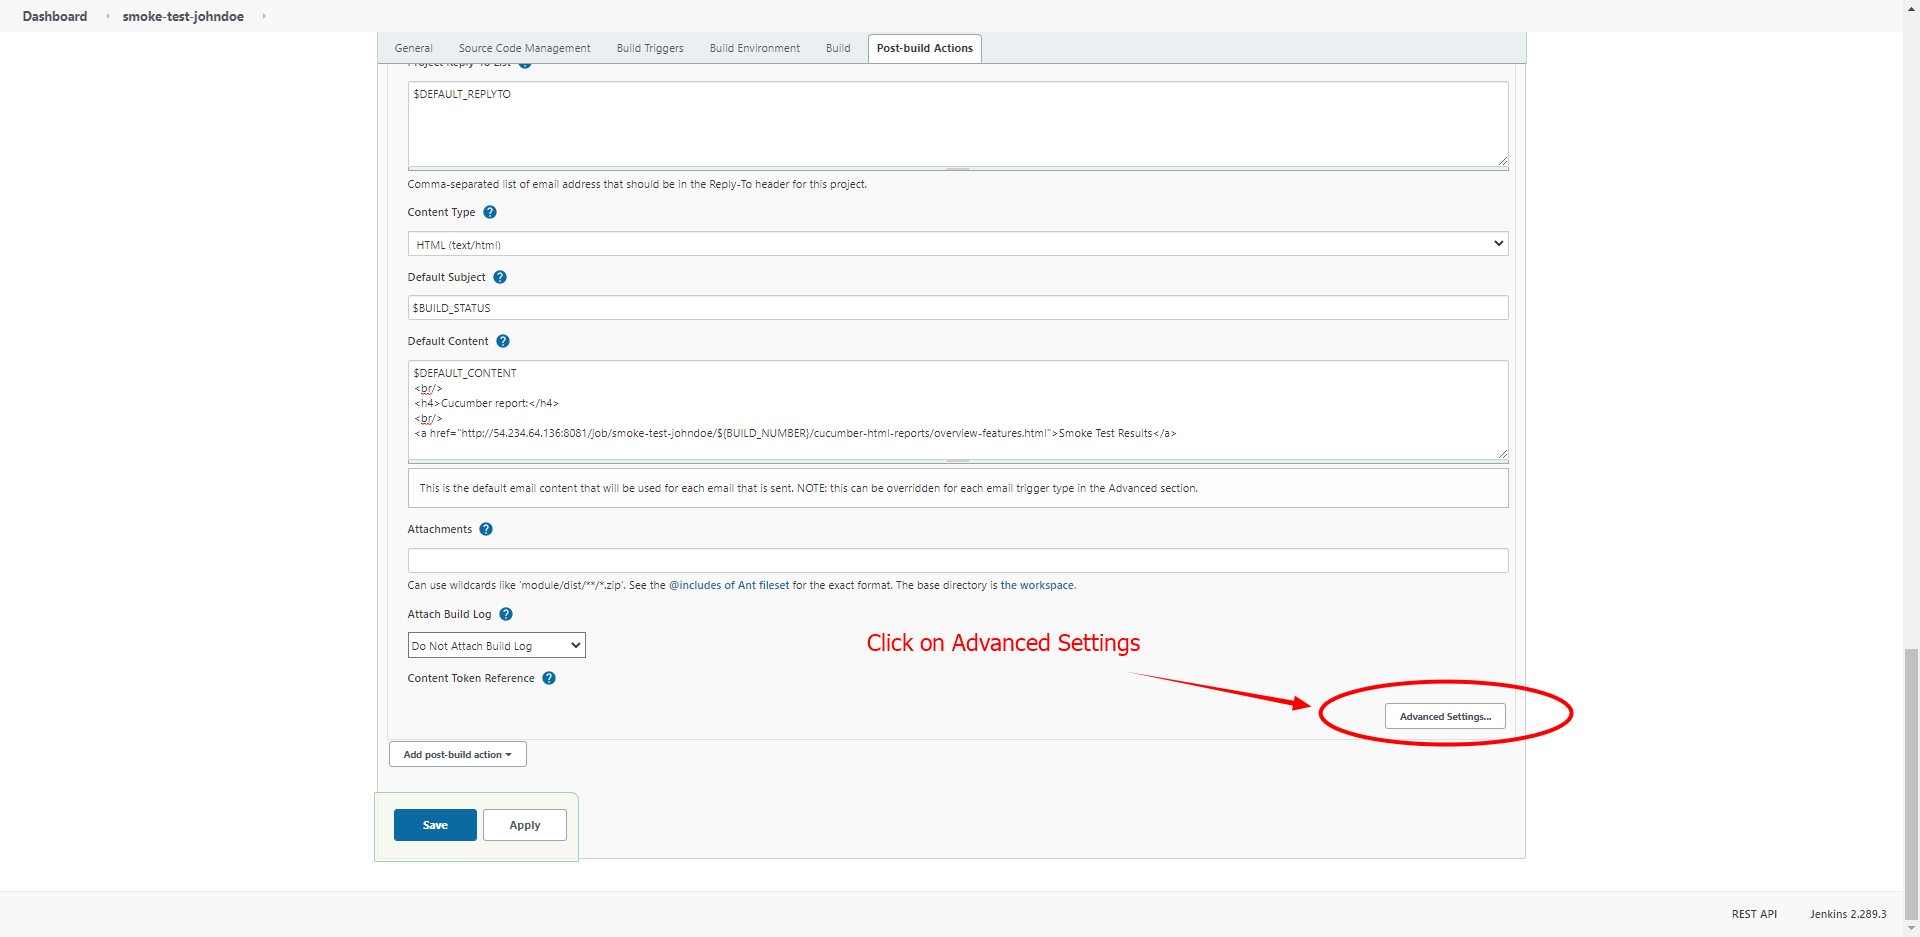 Dashboard smoke-test-johndoe
General Source Code Management Build Triggers Build Environment Build Post-build Actions
Project Reply-To List
$DEFAULT_REPLYTO
Comma-separated list of email address that should be in the Reply-To header for this project.
Content Type
HTML (text/html)
Default Subject
$BUILD_STATUS
Default Content
$DEFAULT_CONTENT
<br/>
<h4>Cucumber report:</h4>
<br/>
<a href="http://54.234.64.136:8081/job/smoke-test-johndoe/${BUILD_NUMBER}/cucumber-html-reports/overview-features.html">Smoke Test Results</a>
This is the default email content that will be used for each email that is sent. NOTE: this can be overridden for each email trigger type in the Advanced section.
Attachments
Can use wildcards like 'module/dist/**/*.zip'. See the @includes of Ant fileset for the exact format. The base directory is the workspace.
Attach Build Log
Do Not Attach Build Log
Click on Advanced Settings
Content Token Reference
Advanced Settings...
Add post-build action
Save Apply
REST API Jenkins 2.289.3